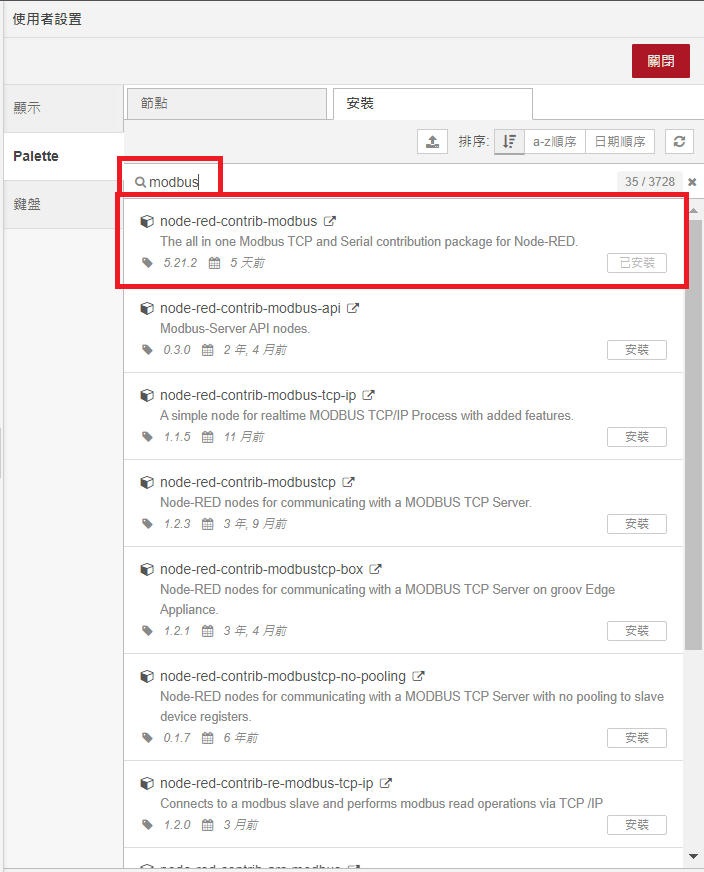 使用者設置
關閉
顯示
Palette
鍵盤
節點
安裝
排序:
a-z順序
日期順序
modbus
35 / 3728
node-red-contrib-modbus
The all in one Modbus TCP and Serial contribution package for Node-RED.
5.21.2 5 天前
已安裝
node-red-contrib-modbus-api
Modbus-Server API nodes.
0.3.0 2 年, 4 月前
安裝
node-red-contrib-modbus-tcp-ip
A simple node for realtime MODBUS TCP/IP Process with added features.
1.1.5 11 月前
安裝
node-red-contrib-modbustcp
Node-RED nodes for communicating with a MODBUS TCP Server.
1.2.3 3 年, 9 月前
安裝
node-red-contrib-modbustcp-box
Node-RED nodes for communicating with a MODBUS TCP Server on groov Edge
Appliance.
1.2.1 3 年, 4 月前
安裝
node-red-contrib-modbustcp-no-pooling
Node-RED nodes for communicating with a MODBUS TCP Server with no pooling to slave
device registers.
0.1.7 6 年前
安裝
node-red-contrib-re-modbus-tcp-ip
Connects to a modbus slave and performs modbus read operations via TCP /IP
1.2.0 3 月前
安裝